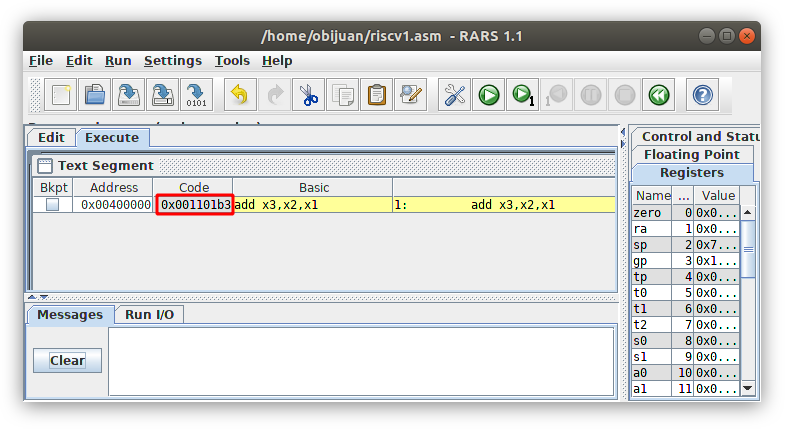 /home/obijuan/riscv1.asm - RARS 1.1
File Edit Run Settings Tools Help
0101
1
1
Edit Execute
Text Segment
Bkpt Address Code Basic
0x00400000 0x001101b3 add x3,x2,x1 1: add x3,x2,x1
Messages Run I/O
Clear
Control and Statu
Floating Point
Registers
Name ... Value
zero 0 0x0...
ra 1 0x0...
sp 2 0x7...
gp 3 0x1...
tp 4 0x0...
t0 5 0x0...
t1 6 0x0...
t2 7 0x0...
s0 8 0x0...
s1 9 0x0...
a0 10 0x0...
a1 11 0x0...